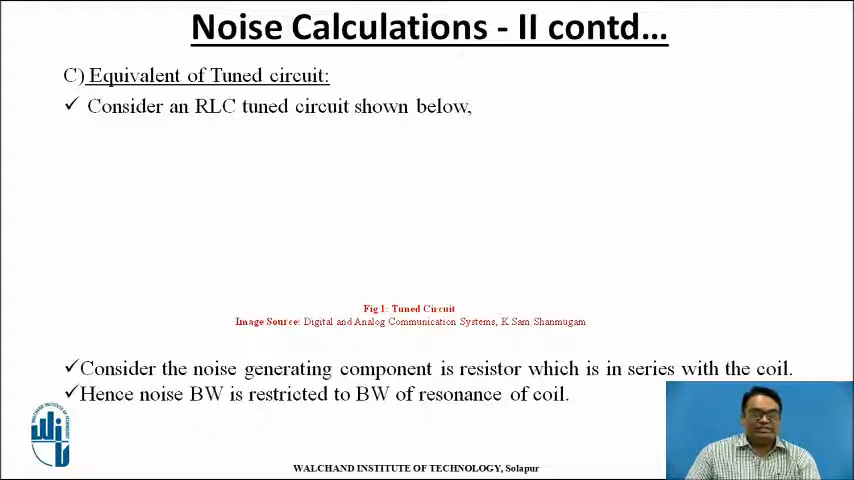 Noise Calculations - II contd…
C) Equivalent of Tuned circuit:
✓ Consider an RLC tuned circuit shown below,
Fig 1: Tuned Circuit
Image Source: Digital and Analog Communication Systems, K Sam Shanmugam
✓Consider the noise generating component is resistor which is in series with the coil.
✓Hence noise BW is restricted to BW of resonance of coil.
WALCHAND INSTITUTE OF TECHNOLOGY, Solapur